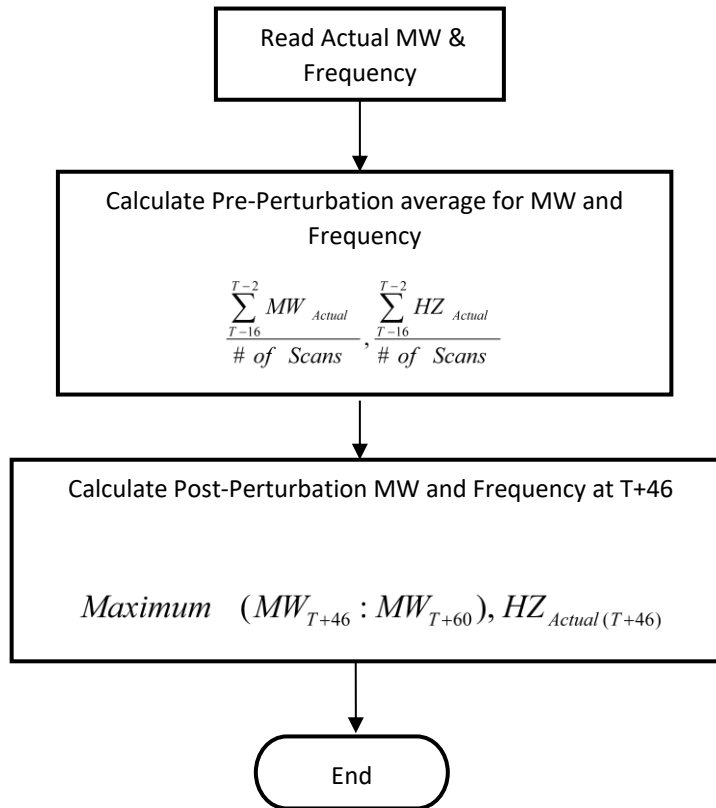 Read Actual MW &
Frequency
Calculate Pre-Perturbation average for MW and
Frequency
T−2 T−2
∑ MW Actual ∑ HZ Actual
T−16 T−16
# of Scans , # of Scans
Calculate Post-Perturbation MW and Frequency at T+46
Maximum (MW T+46 : MW T+60), HZ Actual (T+46)
End